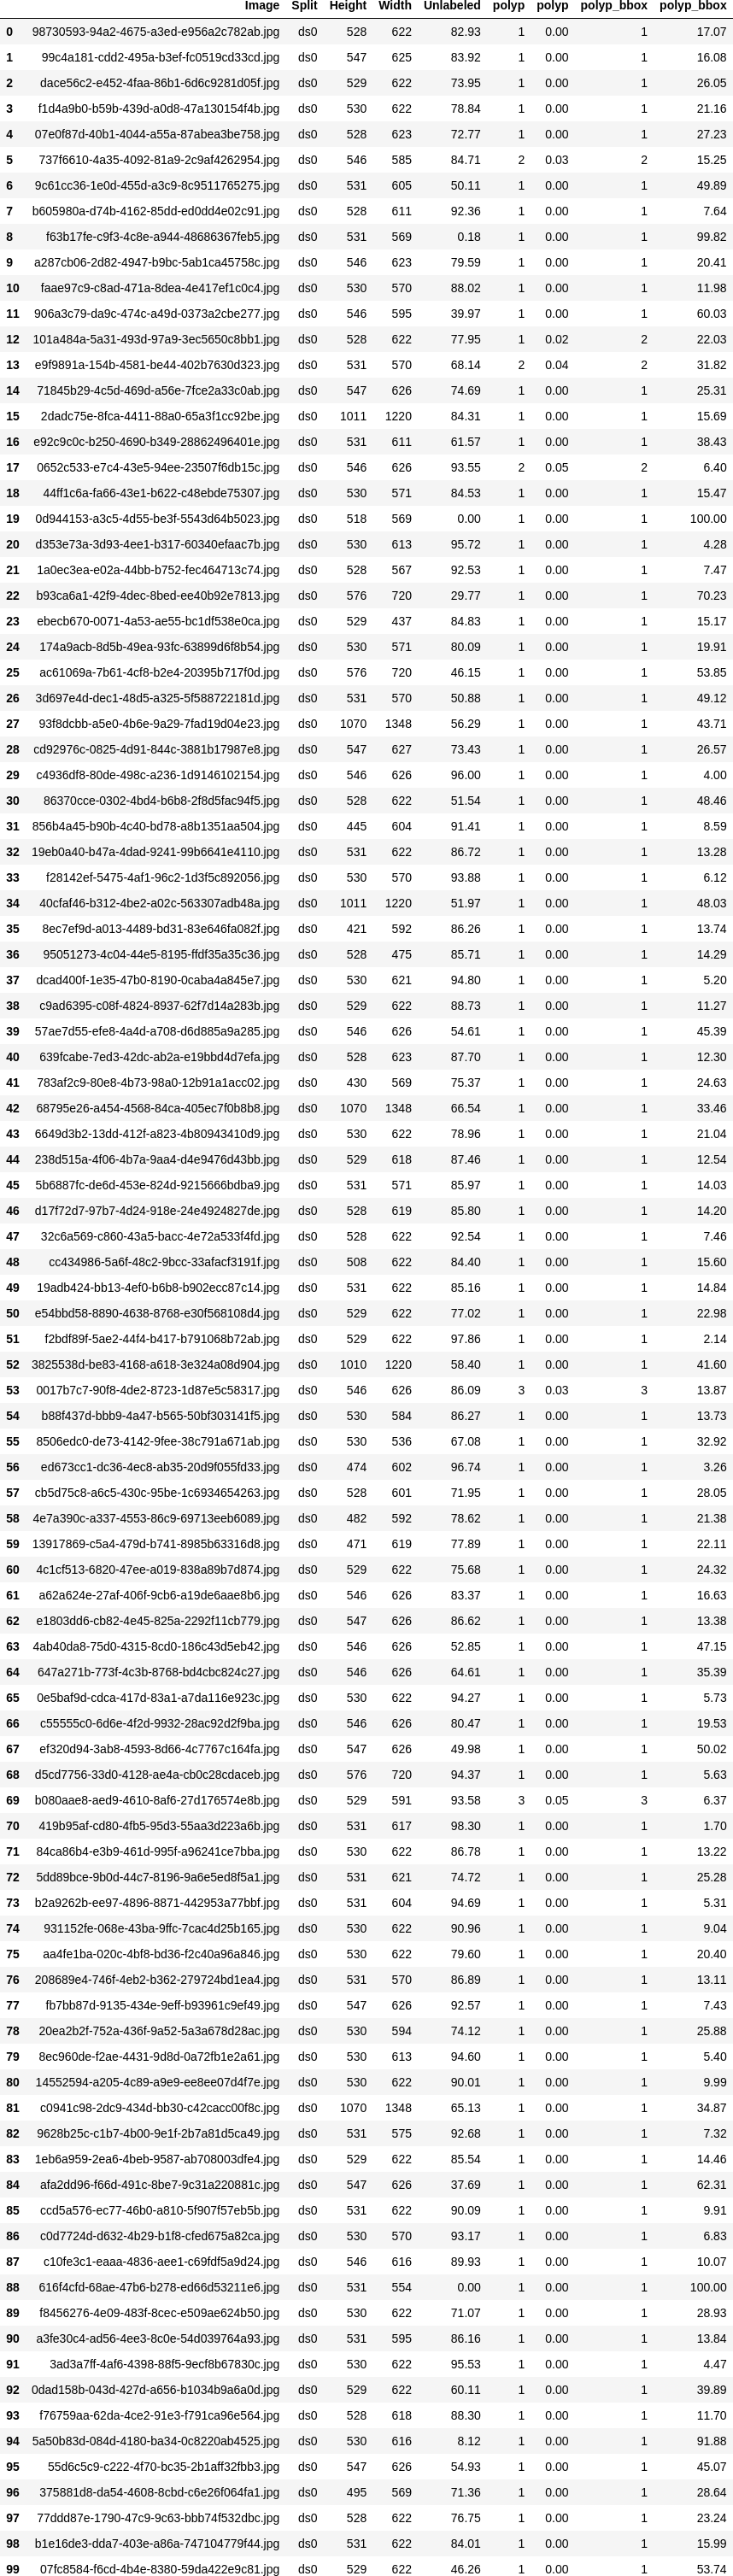 Image Split Height Width Unlabeled polyp polyp polyp_bbox polyp_bbox
0 98730593-94a2-4675-a3ed-e956a2c782ab.jpg ds0 528 622 82.93 1 0.00 1 17.07
1 99c4a181-cdd2-495a-b3ef-fc0519cd33cd.jpg ds0 547 625 83.92 1 0.00 1 16.08
2 dace56c2-e452-4faa-86b1-6d6c9281d05f.jpg ds0 529 622 73.95 1 0.00 1 26.05
3 f1d4a9b0-b59b-439d-a0d8-47a130154f4b.jpg ds0 530 622 78.84 1 0.00 1 21.16
4 07e0f87d-40b1-4044-a55a-87abea3be758.jpg ds0 528 623 72.77 1 0.00 1 27.23
5 737f6610-4a35-4092-81a9-2c9af4262954.jpg ds0 546 585 84.71 2 0.03 2 15.25
6 9c61cc36-1e0d-455d-a3c9-8c9511765275.jpg ds0 531 605 50.11 1 0.00 1 49.89
7 b605980a-d74b-4162-85dd-ed0dd4e02c91.jpg ds0 528 611 92.36 1 0.00 1 7.64
8 f63b17fe-c9f3-4c8e-a944-48686367feb5.jpg ds0 531 569 0.18 1 0.00 1 99.82
9 a287cb06-2d82-4947-b9bc-5ab1ca45758c.jpg ds0 546 623 79.59 1 0.00 1 20.41
10 faae97c9-c8ad-471a-8dea-4e417ef1c0c4.jpg ds0 530 570 88.02 1 0.00 1 11.98
11 906a3c79-da9c-474c-a49d-0373a2cbe277.jpg ds0 546 595 39.97 1 0.00 1 60.03
12 101a484a-5a31-493d-97a9-3ec5650c8bb1.jpg ds0 528 622 77.95 1 0.02 2 22.03
13 e9f9891a-154b-4581-be44-402b7630d323.jpg ds0 531 570 68.14 2 0.04 2 31.82
14 71845b29-4c5d-469d-a56e-7fce2a33c0ab.jpg ds0 547 626 74.69 1 0.00 1 25.31
15 2dadc75e-8fca-4411-88a0-65a3f1cc92be.jpg ds0 1011 1220 84.31 1 0.00 1 15.69
16 e92c9c0c-b250-4690-b349-28862496401e.jpg ds0 531 611 61.57 1 0.00 1 38.43
17 0652c533-e7c4-43e5-94ee-23507f6db15c.jpg ds0 546 626 93.55 2 0.05 2 6.40
18 44ff1c6a-fa66-43e1-b622-c48ebde75307.jpg ds0 530 571 84.53 1 0.00 1 15.47
19 0d944153-a3c5-4d55-be3f-5543d64b5023.jpg ds0 518 569 0.00 1 0.00 1 100.00
20 d353e73a-3d93-4ee1-b317-60340efaac7b.jpg ds0 530 613 95.72 1 0.00 1 4.28
21 1a0ec3ea-e02a-44bb-b752-fec464713c74.jpg ds0 528 567 92.53 1 0.00 1 7.47
22 b93ca6a1-42f9-4dec-8bed-ee40b92e7813.jpg ds0 576 720 29.77 1 0.00 1 70.23
23 ebecb670-0071-4a53-ae55-bc1df538e0ca.jpg ds0 529 437 84.83 1 0.00 1 15.17
24 174a9acb-8d5b-49ea-93fc-63899d6f8b54.jpg ds0 530 571 80.09 1 0.00 1 19.91
25 ac61069a-7b61-4cf8-b2e4-20395b717f0d.jpg ds0 576 720 46.15 1 0.00 1 53.85
26 3d697e4d-dec1-48d5-a325-5f588722181d.jpg ds0 531 570 50.88 1 0.00 1 49.12
27 93f8dcbb-a5e0-4b6e-9a29-7fad19d04e23.jpg ds0 1070 1348 56.29 1 0.00 1 43.71
28 cd92976c-0825-4d91-844c-3881b17987e8.jpg ds0 547 627 73.43 1 0.00 1 26.57
29 c4936df8-80de-498c-a236-1d9146102154.jpg ds0 546 626 96.00 1 0.00 1 4.00
30 86370cce-0302-4bd4-b6b8-2f8d5fac94f5.jpg ds0 528 622 51.54 1 0.00 1 48.46
31 856b4a45-b90b-4c40-bd78-a8b1351aa504.jpg ds0 445 604 91.41 1 0.00 1 8.59
32 19eb0a40-b47a-4dad-9241-99b6641e4110.jpg ds0 531 622 86.72 1 0.00 1 13.28
33 f28142ef-5475-4af1-96c2-1d3f5c892056.jpg ds0 530 570 93.88 1 0.00 1 6.12
34 40cfaf46-b312-4be2-a02c-563307adb48a.jpg ds0 1011 1220 51.97 1 0.00 1 48.03
35 8ec7ef9d-a013-4489-bd31-83e646fa082f.jpg ds0 421 592 86.26 1 0.00 1 13.74
36 95051273-4c04-44e5-8195-ffdf35a35c36.jpg ds0 528 475 85.71 1 0.00 1 14.29
37 dcad400f-1e35-47b0-8190-0caba4a845e7.jpg ds0 530 621 94.80 1 0.00 1 5.20
38 c9ad6395-c08f-4824-8937-62f7d14a283b.jpg ds0 529 622 88.73 1 0.00 1 11.27
39 57ae7d55-efe8-4a4d-a708-d6d885a9a285.jpg ds0 546 626 54.61 1 0.00 1 45.39
40 639fcabe-7ed3-42dc-ab2a-e19bbd4d7efa.jpg ds0 528 623 87.70 1 0.00 1 12.30
41 783af2c9-80e8-4b73-98a0-12b91a1acc02.jpg ds0 430 569 75.37 1 0.00 1 24.63
42 68795e26-a454-4568-84ca-405ec7f0b8b8.jpg ds0 1070 1348 66.54 1 0.00 1 33.46
43 6649d3b2-13dd-412f-a823-4b80943410d9.jpg ds0 530 622 78.96 1 0.00 1 21.04
44 238d515a-4f06-4b7a-9aa4-d4e9476d43bb.jpg ds0 529 618 87.46 1 0.00 1 12.54
45 5b6887fc-de6d-453e-824d-9215666bdba9.jpg ds0 531 571 85.97 1 0.00 1 14.03
46 d17f72d7-97b7-4d24-918e-24e4924827de.jpg ds0 528 619 85.80 1 0.00 1 14.20
47 32c6a569-c860-43a5-bacc-4e72a533f4fd.jpg ds0 528 622 92.54 1 0.00 1 7.46
48 cc434986-5a6f-48c2-9bcc-33afacf3191f.jpg ds0 508 622 84.40 1 0.00 1 15.60
49 19adb424-bb13-4ef0-b6b8-b902ecc87c14.jpg ds0 531 622 85.16 1 0.00 1 14.84
50 e54bbd58-8890-4638-8768-e30f568108d4.jpg ds0 529 622 77.02 1 0.00 1 22.98
51 f2bdf89f-5ae2-44f4-b417-b791068b72ab.jpg ds0 529 622 97.86 1 0.00 1 2.14
52 3825538d-be83-4168-a618-3e324a08d904.jpg ds0 1010 1220 58.40 1 0.00 1 41.60
53 0017b7c7-90f8-4de2-8723-1d87e5c58317.jpg ds0 546 626 86.09 3 0.03 3 13.87
54 b88f437d-bbb9-4a47-b565-50bf303141f5.jpg ds0 530 584 86.27 1 0.00 1 13.73
55 8506edc0-de73-4142-9fee-38c791a671ab.jpg ds0 530 536 67.08 1 0.00 1 32.92
56 ed673cc1-dc36-4ec8-ab35-20d9f055fd33.jpg ds0 474 602 96.74 1 0.00 1 3.26
57 cb5d75c8-a6c5-430c-95be-1c6934654263.jpg ds0 528 601 71.95 1 0.00 1 28.05
58 4e7a390c-a337-4553-86c9-69713eeb6089.jpg ds0 482 592 78.62 1 0.00 1 21.38
59 13917869-c5a4-479d-b741-8985b63316d8.jpg ds0 471 619 77.89 1 0.00 1 22.11
60 4c1cf513-6820-47ee-a019-838a89b7d874.jpg ds0 529 622 75.68 1 0.00 1 24.32
61 a62a624e-27af-406f-9cb6-a19de6aae8b6.jpg ds0 546 626 83.37 1 0.00 1 16.63
62 e1803dd6-cb82-4e45-825a-2292f11cb779.jpg ds0 547 626 86.62 1 0.00 1 13.38
63 4ab40da8-75d0-4315-8cd0-186c43d5eb42.jpg ds0 546 626 52.85 1 0.00 1 47.15
64 647a271b-773f-4c3b-8768-bd4cbc824c27.jpg ds0 546 626 64.61 1 0.00 1 35.39
65 0e5baf9d-cdca-417d-83a1-a7da116e923c.jpg ds0 530 622 94.27 1 0.00 1 5.73
66 c55555c0-6d6e-4f2d-9932-28ac92d2f9ba.jpg ds0 546 626 80.47 1 0.00 1 19.53
67 ef320d94-3ab8-4593-8d66-4c7767c164fa.jpg ds0 547 626 49.98 1 0.00 1 50.02
68 d5cd7756-33d0-4128-ae4a-cb0c28cdaceb.jpg ds0 576 720 94.37 1 0.00 1 5.63
69 b080aae8-aed9-4610-8af6-27d176574e8b.jpg ds0 529 591 93.58 3 0.05 3 6.37
70 419b95af-cd80-4fb5-95d3-55aa3d223a6b.jpg ds0 531 617 98.30 1 0.00 1 1.70
71 84ca86b4-e3b9-461d-995f-a96241ce7bba.jpg ds0 530 622 86.78 1 0.00 1 13.22
72 5dd89bce-9b0d-44c7-8196-9a6e5ed8f5a1.jpg ds0 531 621 74.72 1 0.00 1 25.28
73 b2a9262b-ee97-4896-8871-442953a77bbf.jpg ds0 531 604 94.69 1 0.00 1 5.31
74 931152fe-068e-43ba-9ffc-7cac4d25b165.jpg ds0 530 622 90.96 1 0.00 1 9.04
75 aa4fe1ba-020c-4bf8-bd36-f2c40a96a846.jpg ds0 530 622 79.60 1 0.00 1 20.40
76 208689e4-746f-4eb2-b362-279724bd1ea4.jpg ds0 531 570 86.89 1 0.00 1 13.11
77 fb7bb87d-9135-434e-9eff-b93961c9ef49.jpg ds0 547 626 92.57 1 0.00 1 7.43
78 20ea2b2f-752a-436f-9a52-5a3a678d28ac.jpg ds0 530 594 74.12 1 0.00 1 25.88
79 8ec960de-f2ae-4431-9d8d-0a72fb1e2a61.jpg ds0 530 613 94.60 1 0.00 1 5.40
80 14552594-a205-4c89-a9e9-ee8ee07d4f7e.jpg ds0 530 622 90.01 1 0.00 1 9.99
81 c0941c98-2dc9-434d-bb30-c42cacc00f8c.jpg ds0 1070 1348 65.13 1 0.00 1 34.87
82 9628b25c-c1b7-4b00-9e1f-2b7a81d5ca49.jpg ds0 531 575 92.68 1 0.00 1 7.32
83 1eb6a959-2ea6-4beb-9587-ab708003dfe4.jpg ds0 529 622 85.54 1 0.00 1 14.46
84 afa2dd96-f66d-491c-8be7-9c31a220881c.jpg ds0 547 626 37.69 1 0.00 1 62.31
85 ccd5a576-ec77-46b0-a810-5f907f57eb5b.jpg ds0 531 622 90.09 1 0.00 1 9.91
86 c0d7724d-d632-4b29-b1f8-cfed675a82ca.jpg ds0 530 570 93.17 1 0.00 1 6.83
87 c10fe3c1-eaaa-4836-aee1-c69fdf5a9d24.jpg ds0 546 616 89.93 1 0.00 1 10.07
88 616f4cfd-68ae-47b6-b278-ed66d53211e6.jpg ds0 531 554 0.00 1 0.00 1 100.00
89 f8456276-4e09-483f-8cec-e509ae624b50.jpg ds0 530 622 71.07 1 0.00 1 28.93
90 a3fe30c4-ad56-4ee3-8c0e-54d039764a93.jpg ds0 531 595 86.16 1 0.00 1 13.84
91 3ad3a7ff-4af6-4398-88f5-9ecf8b67830c.jpg ds0 530 622 95.53 1 0.00 1 4.47
92 0dad158b-043d-427d-a656-b1034b9a6a0d.jpg ds0 529 622 60.11 1 0.00 1 39.89
93 f76759aa-62da-4ce2-91e3-f791ca96e564.jpg ds0 528 618 88.30 1 0.00 1 11.70
94 5a50b83d-084d-4180-ba34-0c8220ab4525.jpg ds0 530 616 8.12 1 0.00 1 91.88
95 55d6c5c9-c222-4f70-bc35-2b1aff32fbb3.jpg ds0 547 626 54.93 1 0.00 1 45.07
96 375881d8-da54-4608-8cbd-c6e26f064fa1.jpg ds0 495 569 71.36 1 0.00 1 28.64
97 77ddd87e-1790-47c9-9c63-bbb74f532dbc.jpg ds0 528 622 76.75 1 0.00 1 23.24
98 b1e16de3-dda7-403e-a86a-747104779f44.jpg ds0 531 622 84.01 1 0.00 1 15.99
99 07fc8584-f6cd-4b4e-8380-59da422e9c81.jpg ds0 529 622 46.26 1 0.00 1 53.74